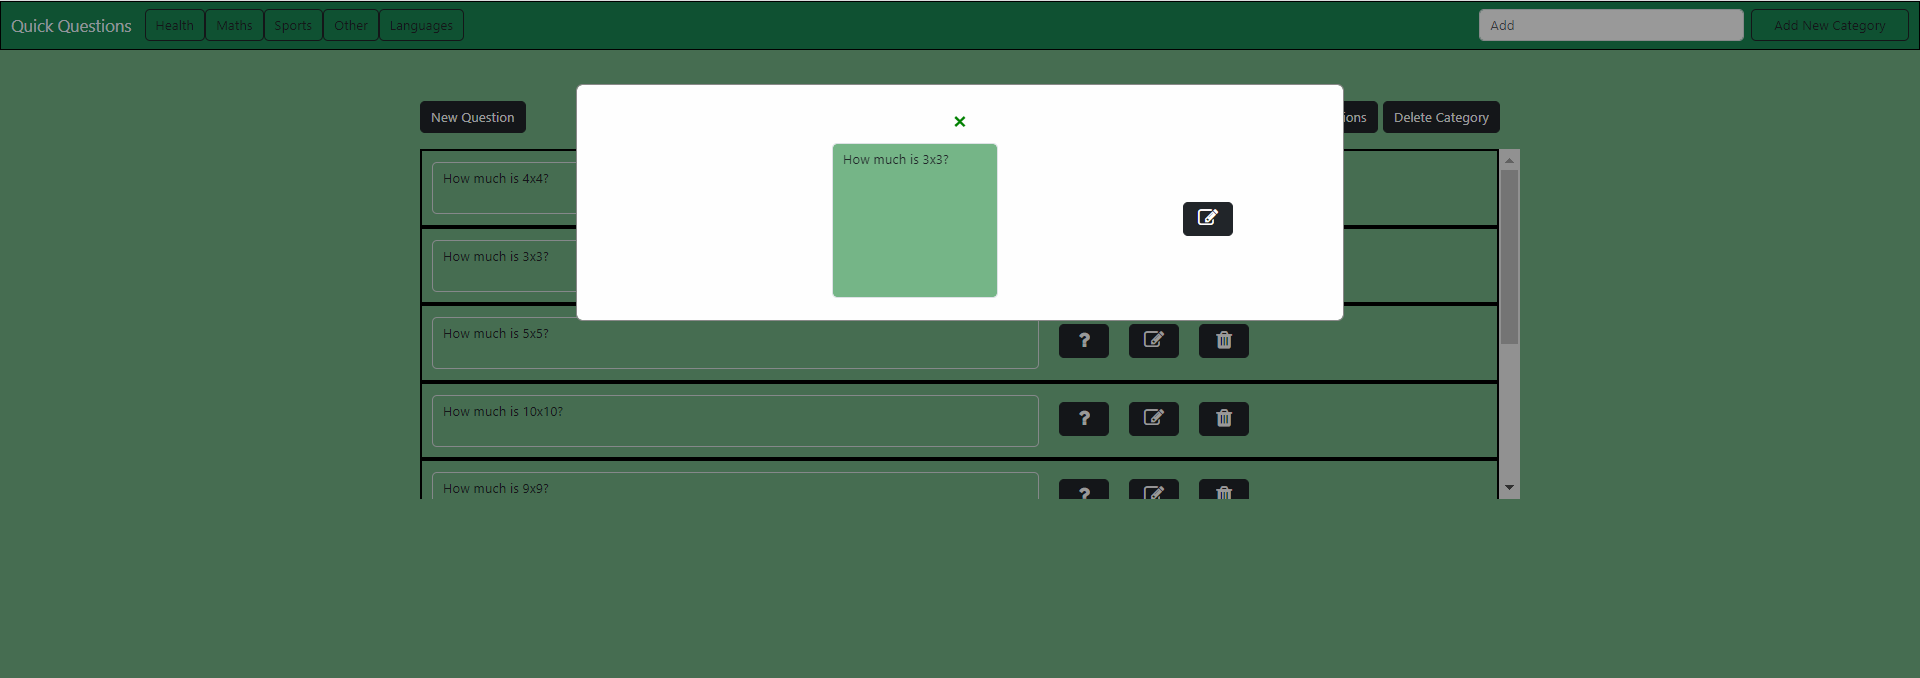 Quick Questions Health Maths Sports Other Languages Add Add New Category
New Question ions Delete Category
How much is 3x3?
How much is 4x4?
How much is 3x3?
How much is 5x5?
?
How much is 10x10?
?
How much is 9x9?
?